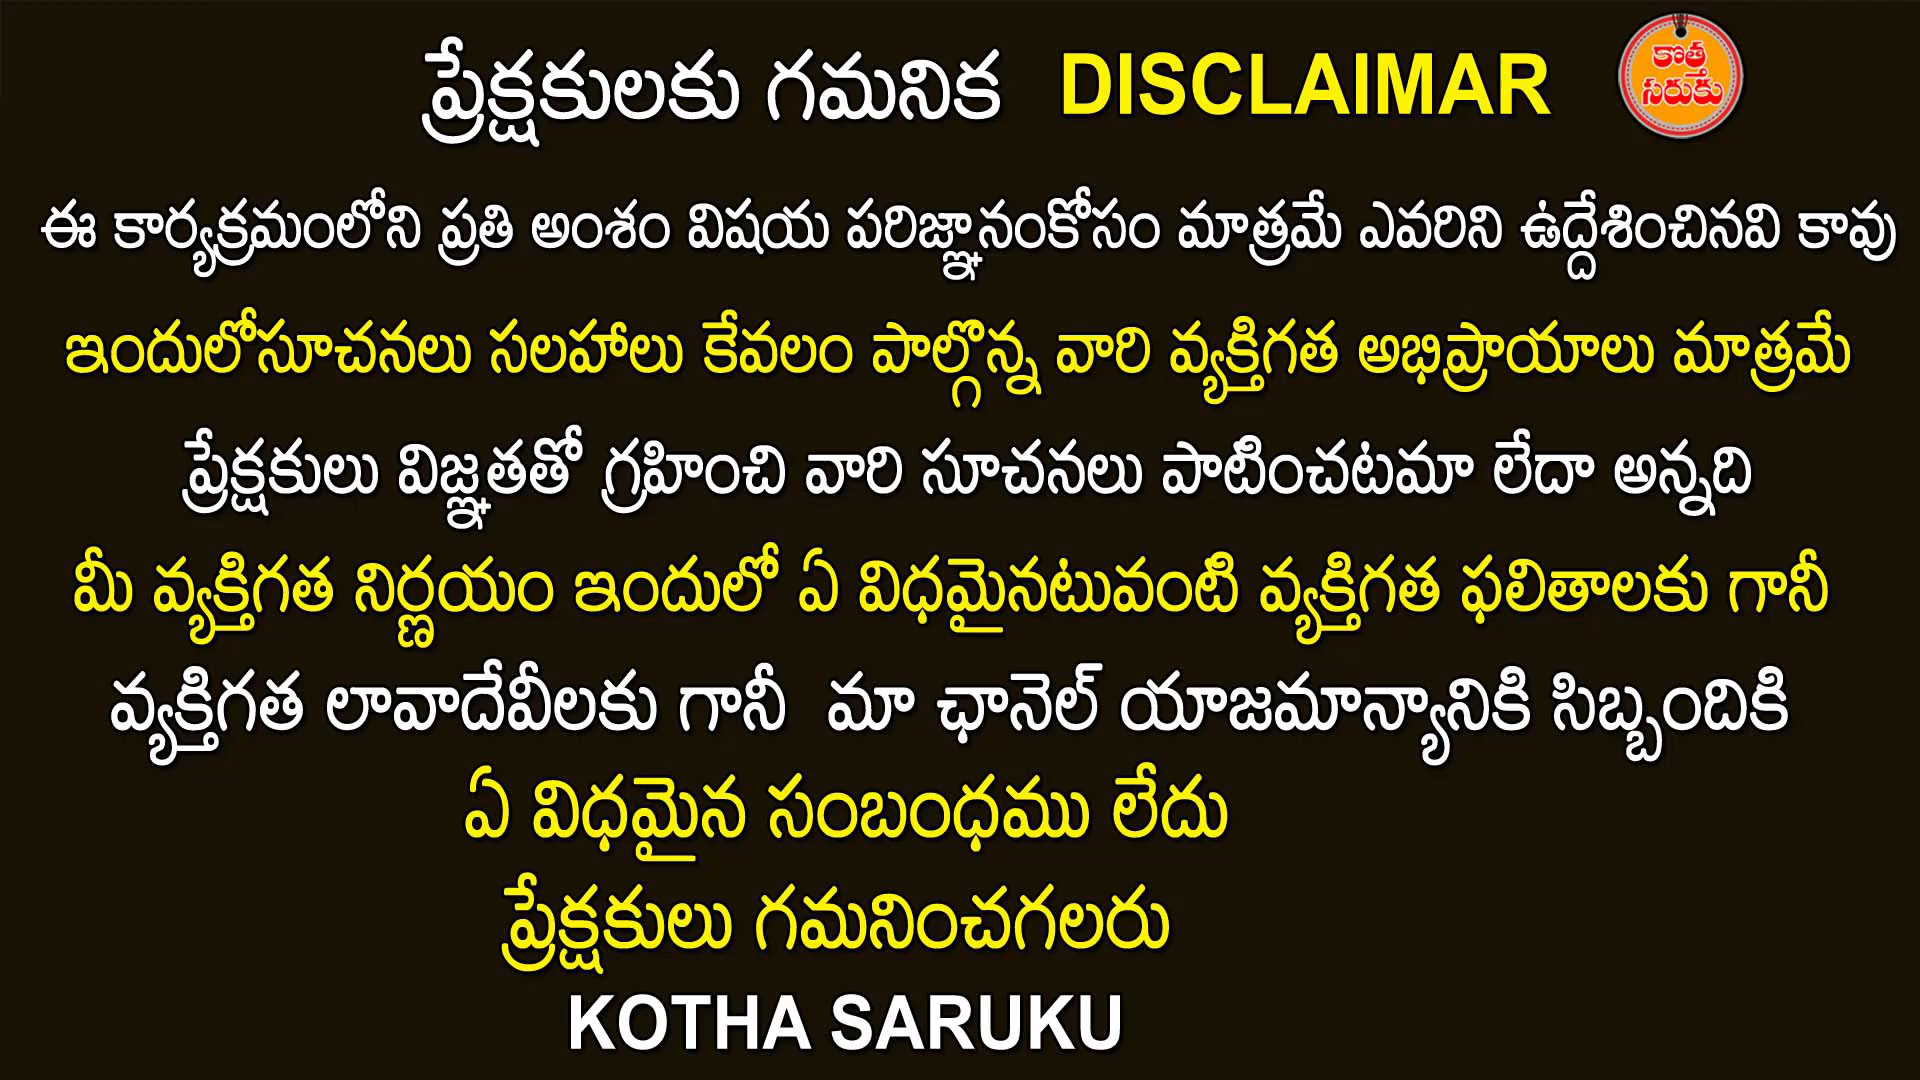 ప్రేక్షకులకు గమనిక DISCLAIMAR
కొత్త
సరుకు
ఈ కార్యక్రమంలోని ప్రతి అంశం విషయ పరిజ్ఞానంకోసం మాత్రమే ఎవరిని ఉద్దేశించినవి కావు
ఇందులోసూచనలు సలహాలు కేవలం పాల్గొన్న వారి వ్యక్తిగత అభిప్రాయాలు మాత్రమే
ప్రేక్షకులు విజ్ఞతతో గ్రహించి వారి సూచనలు పాటించటమా లేదా అన్నది
మీ వ్యక్తిగత నిర్ణయం ఇందులో ఏ విధమైనటువంటి వ్యక్తిగత ఫలితాలకు గానీ
వ్యక్తిగత లావాదేవీలకు గానీ మా ఛానెల్ యాజమాన్యానికి సిబ్బందికి
ఏ విధమైన సంబంధము లేదు
ప్రేక్షకులు గమనించగలరు
KOTHA SARUKU